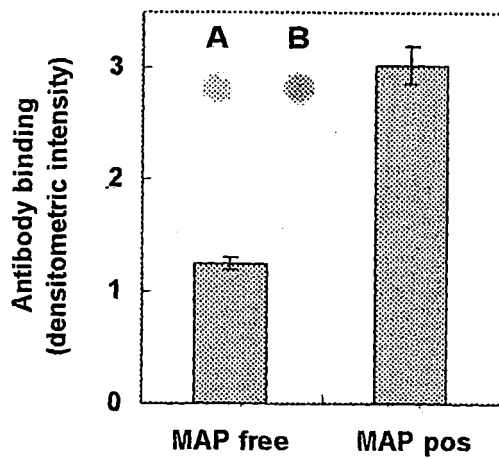 A B
3
2
1
0
Antibody binding
(densitometric intensity)
MAP free MAP pos